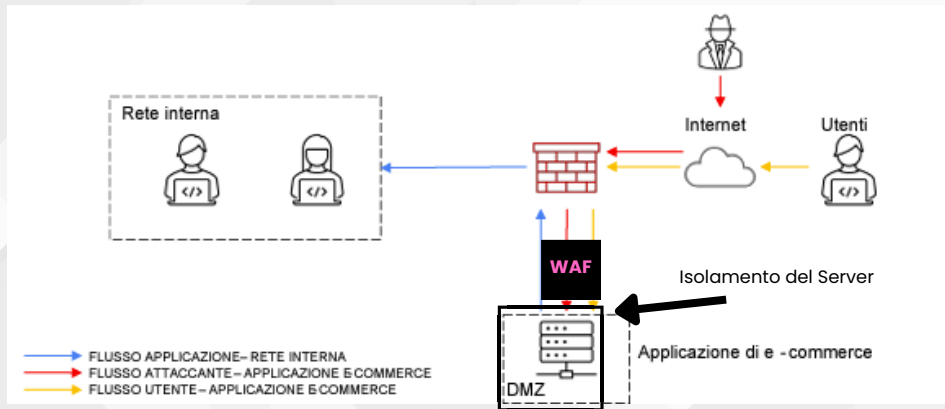 Rete interna
Internet
Utenti
WAF
Isolamento del Server
Applicazione di e -commerce
DMZ
FLUSSO APPLICAZIONE– RETE INTERNA
FLUSSO ATTACCANTE – APPLICAZIONE E-COMMERCE
FLUSSO UTENTE – APPLICAZIONE E-COMMERCE